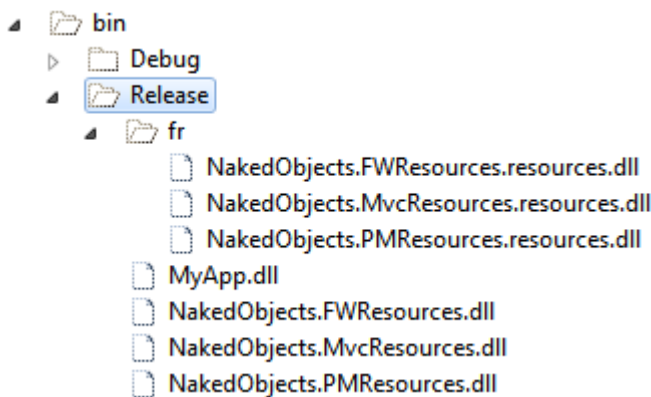 bin
Debug
Release
fr
NakedObjects.FWResources.resources.dll
NakedObjects.MvcResources.resources.dll
NakedObjects.PMResources.resources.dll
MyApp.dll
NakedObjects.FWResources.dll
NakedObjects.MvcResources.dll
NakedObjects.PMResources.dll